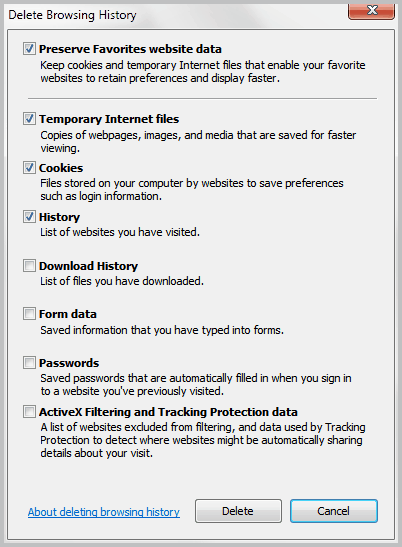 Delete Browsing History
Preserve Favorites website data
Keep cookies and temporary Internet files that enable your favorite
websites to retain preferences and display faster.
Temporary Internet files
Copies of webpages, images, and media that are saved for faster
viewing.
Cookies
Files stored on your computer by websites to save preferences
such as login information.
History
List of websites you have visited.
Download History
List of files you have downloaded.
Form data
Saved information that you have typed into forms.
Passwords
Saved passwords that are automatically filled in when you sign in
to a website you've previously visited.
ActiveX Filtering and Tracking Protection data
A list of websites excluded from filtering, and data used by Tracking
Protection to detect where websites might be automatically sharing
details about your visit.
About deleting browsing history
Delete
Cancel